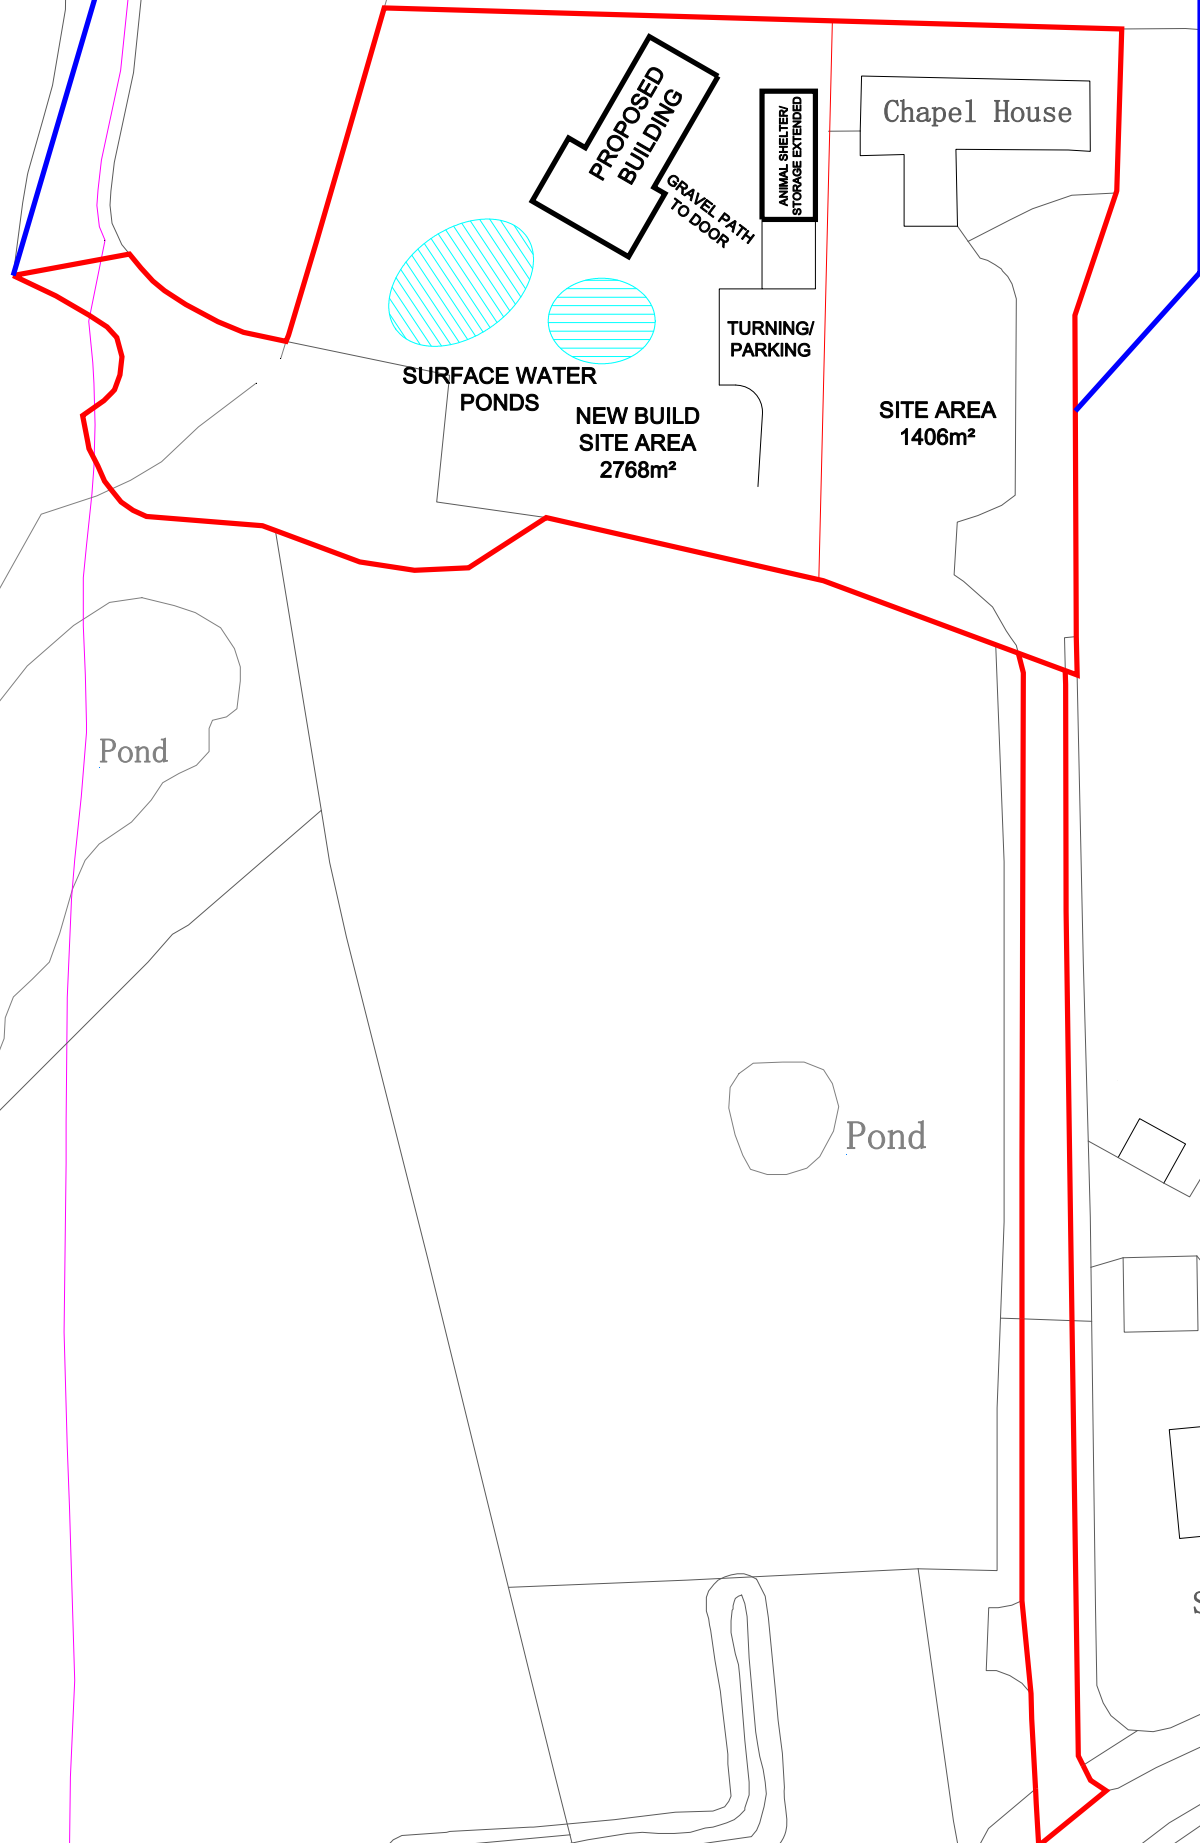 PROPOSED
BUILDING
ANIMAL SHELTER/
STORAGE EXTENDED
Chapel House
GRAVEL PATH
TO DOOR
TURNING/
PARKING
SURFACE WATER
PONDS
NEW BUILD
SITE AREA
2768m²
SITE AREA
1406m²
Pond
Pond